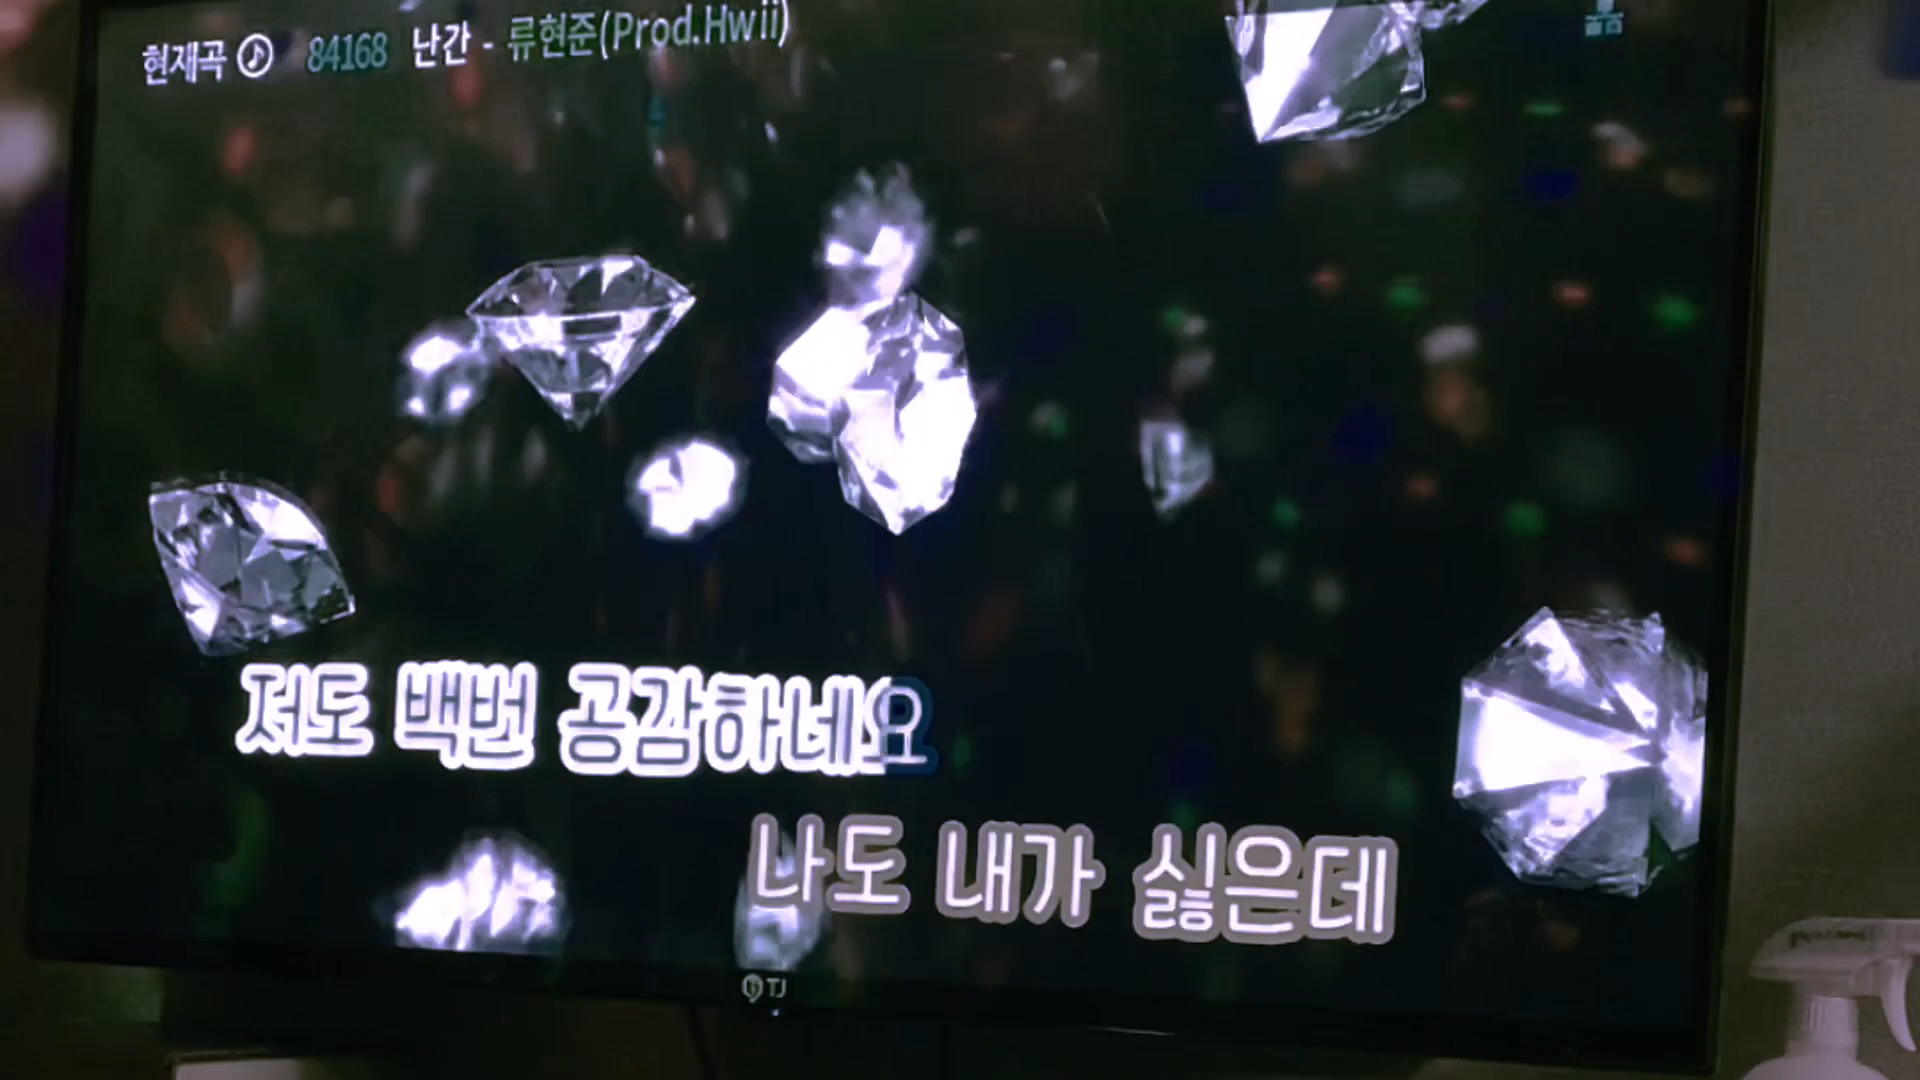 현재곡 84168 난간 - 류현준(Prod.Hwii)
저도 백번 공감하네요
나도 내가 싫은데
TJ